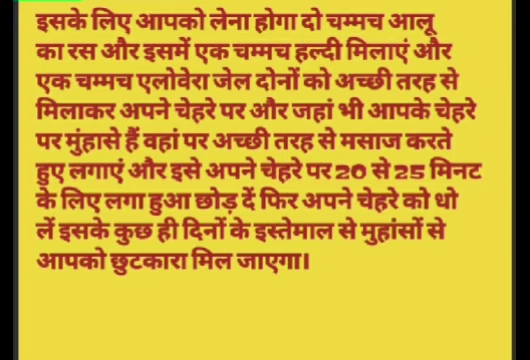 इसके लिए आपको लेना होगा दो चम्मच आलू
का रस और इसमें एक चम्मच हल्दी मिलाएं और
एक चम्मच एलोवेरा जेल दोनों को अच्छी तरह से
मिलाकर अपने चेहरे पर और जहां भी आपके चेहरे
पर मुंहासे हैं वहां पर अच्छी तरह से मसाज करते
हुए लगाएं और इसे अपने चेहरे पर 20 से 25 मिनट
के लिए लगा हुआ छोड़ दें फिर अपने चेहरे को धो
लें इसके कुछ ही दिनों के इस्तेमाल से मुहांसों से
आपको छुटकारा मिल जाएगा।